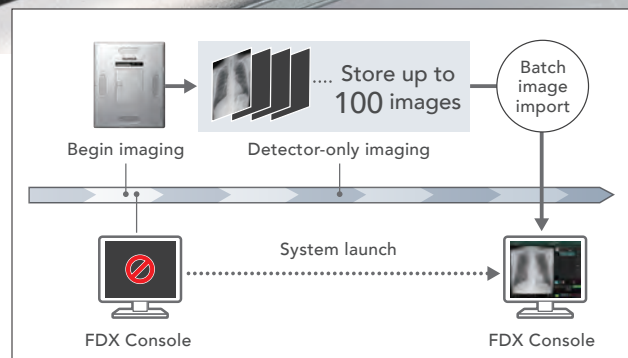 .... Store up to
100 images
Batch
image
import
Begin imaging
Detector-only imaging
System launch
FDX Console
FDX Console